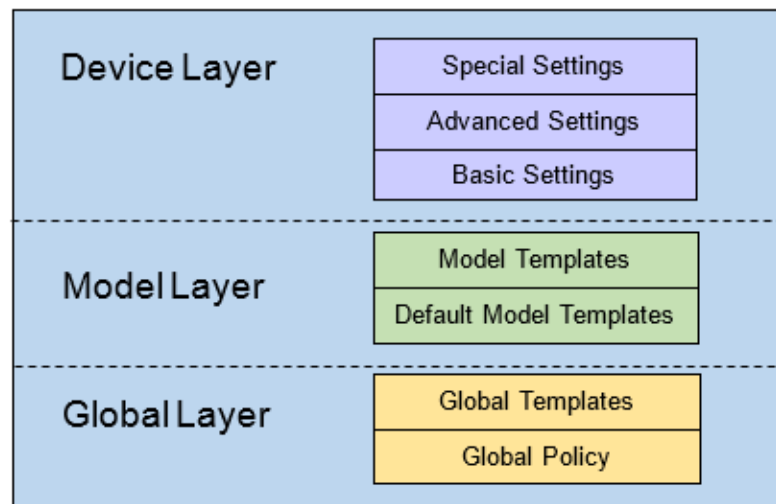 Device Layer
Special Settings
Advanced Settings
Basic Settings
Model Layer
Model Templates
Default Model Templates
Global Layer
Global Templates
Global Policy